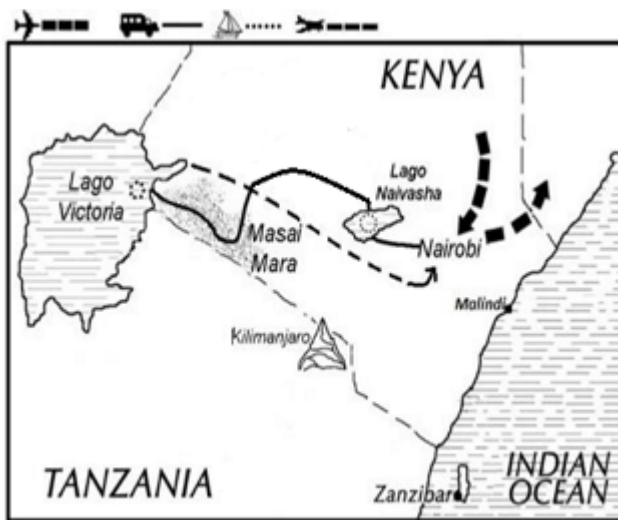 KENYA
Lago
Naivasha
Lago
Victoria
Masai
Mara
Nairobi
Malindi
Kilimanjaro
TANZANIA
Zanzibar
INDIAN
OCEAN